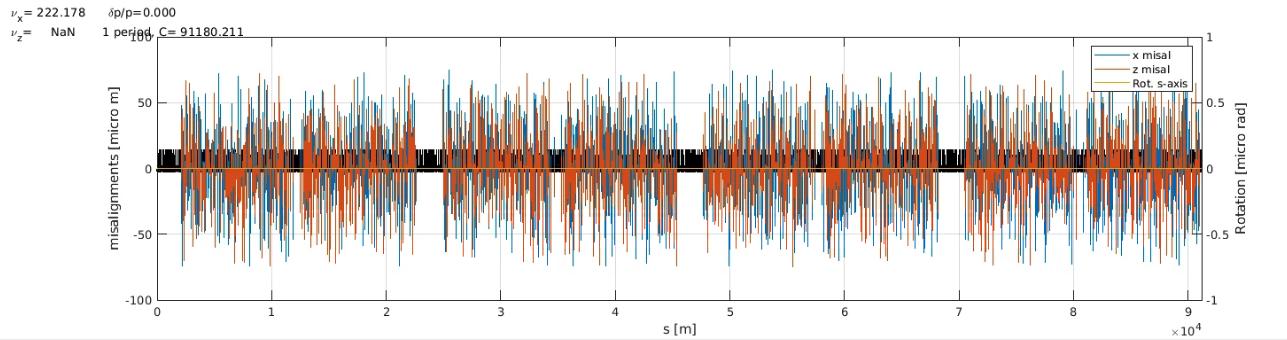 νx= 222.178 δp/p=0.000
νz= NaN 1 period, C= 91180.211
100
50
0
-50
-100
misalignments [micro m]
x misal
z misal
Rot. s-axis
1
0.5
0
-0.5
-1
Rotation [micro rad]
0 1 2 3 4 5 6 7 8 9
×10^4
s [m]